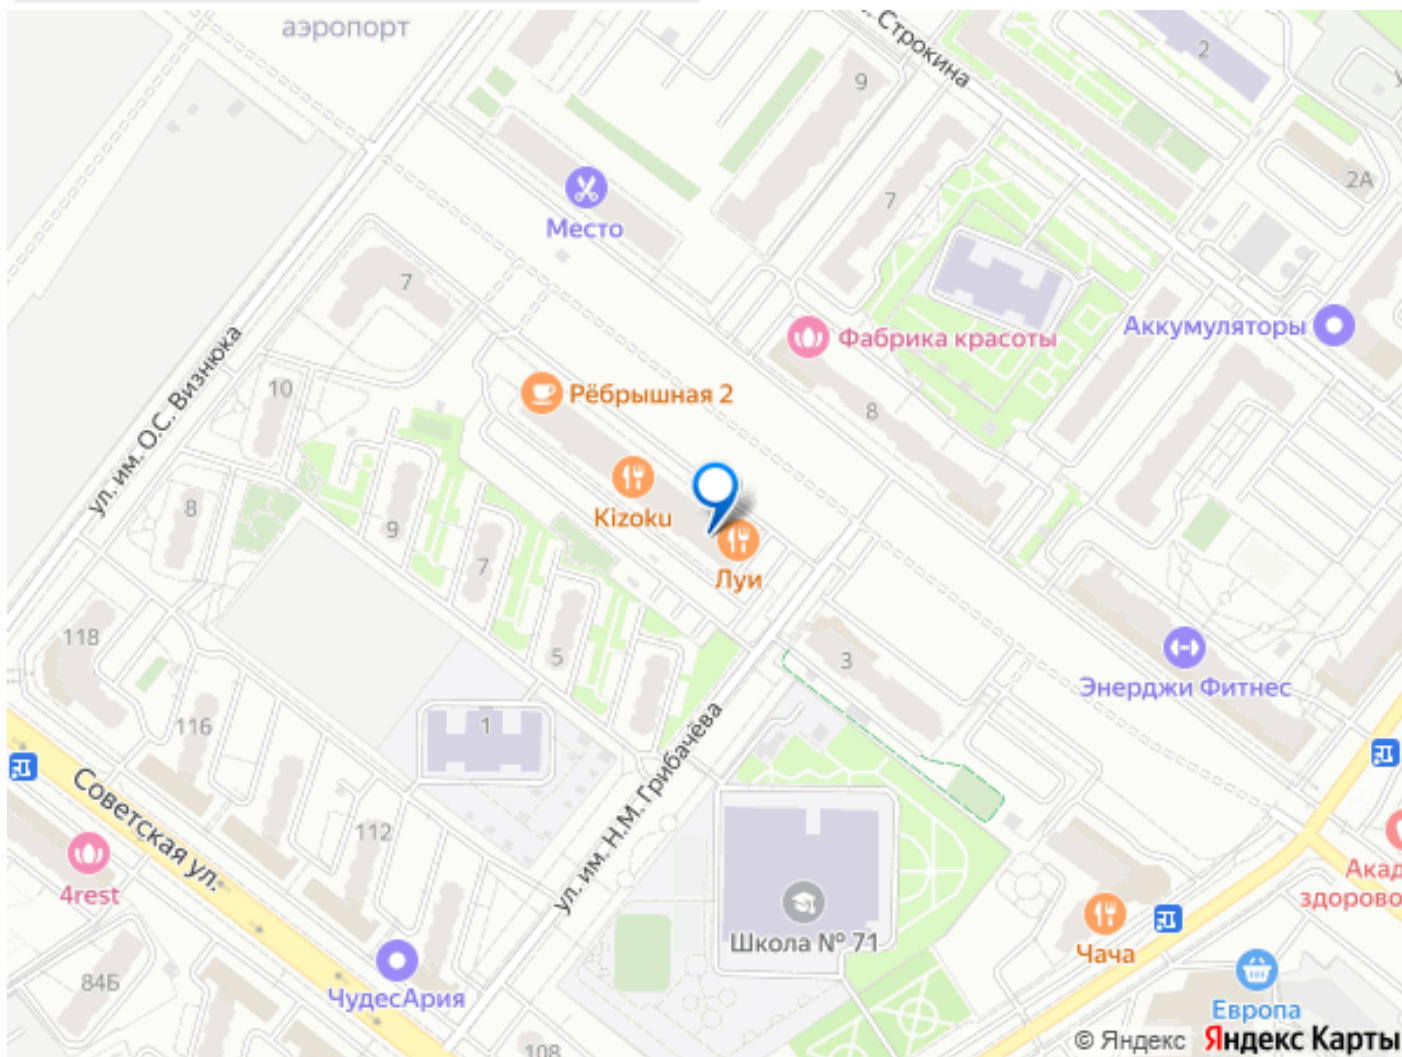 аэропорт
Строкина
2
9
2А
7
Место
7
Аккумуляторы
Фабрика красоты
ул. им. О.С. Визнюка
10
Рёбрышная 2
8
8
9
Kizoku
7
Луи
118
5
3
Энерджи Фитнес
116
1
ул. им. Н.М. Грибачёва
Советская ул.
112
4rest
Акад
здорово
Школа № 71
Чача
84Б
ЧудесАрия
Европа
108
© Яндекс Яндекс Карты